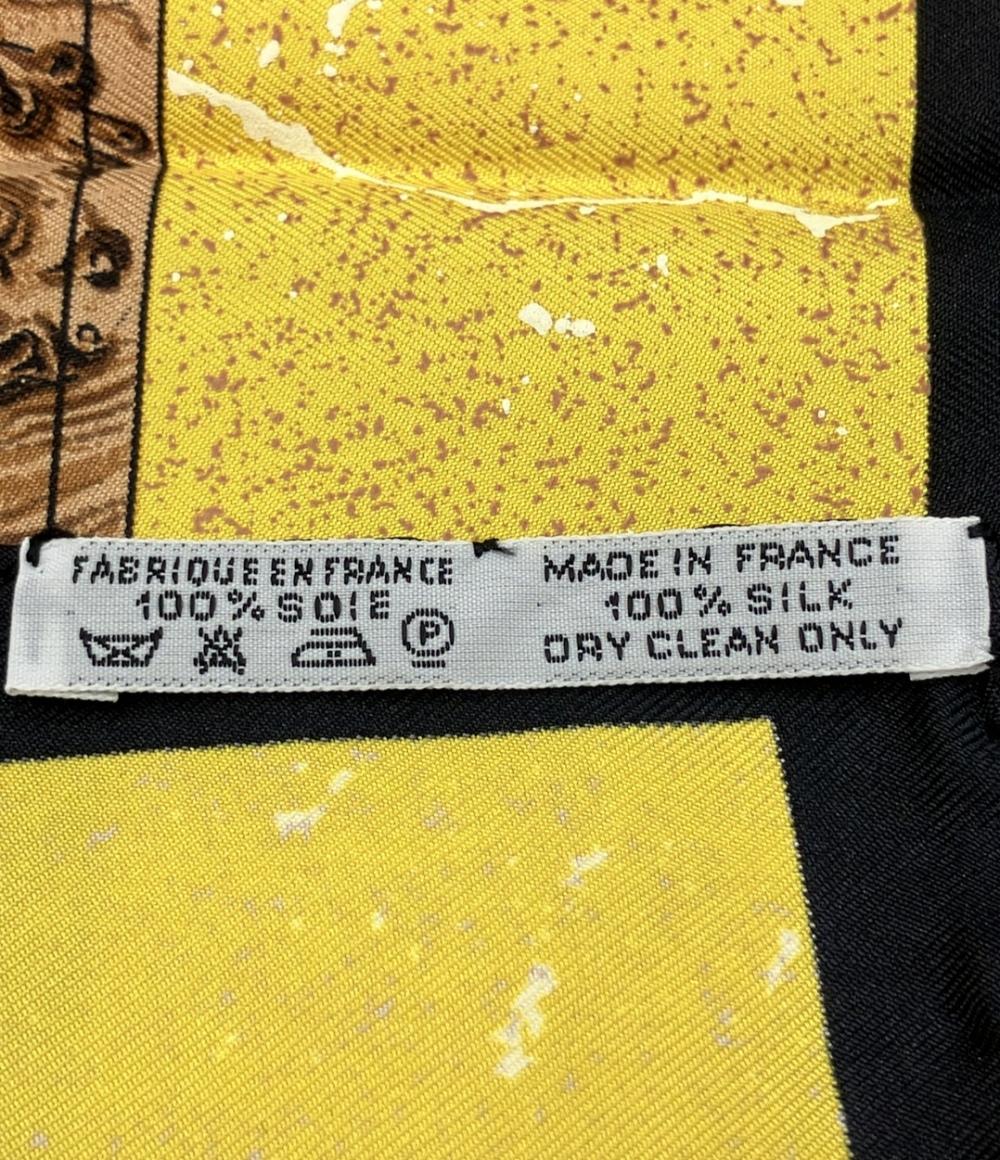 FABRIQUE EN FRANCE
100% SOIE
P
MADE IN FRANCE
100% SILK
DRY CLEAN ONLY